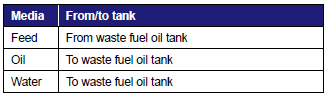 Media From/to tank
Feed From waste fuel oil tank
Oil To waste fuel oil tank
Water To waste fuel oil tank